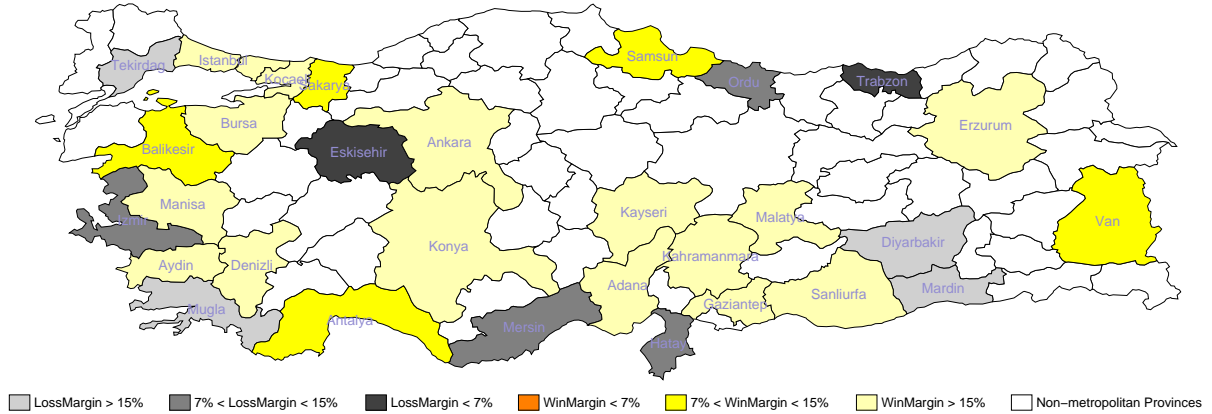 Samsun
Istanbul
Tekirdag
Kocaeli
Sakarya
Ordu
Trabzon
Bursa
Erzurum
Balikesir
Eskisehir
Ankara
Manisa
Kayseri
Malatya
Izmir
Van
Konya
Diyarbakir
Aydin
Denizli
Kahramanmara
Adana
Sanliurfa
Mardin
Gaziantep
Mugla
Antalya
Mersin
Hatay
LossMargin > 15% 7% < LossMargin < 15% LossMargin < 7% WinMargin < 7% 7% < WinMargin < 15% WinMargin > 15% Non−metropolitan Provinces